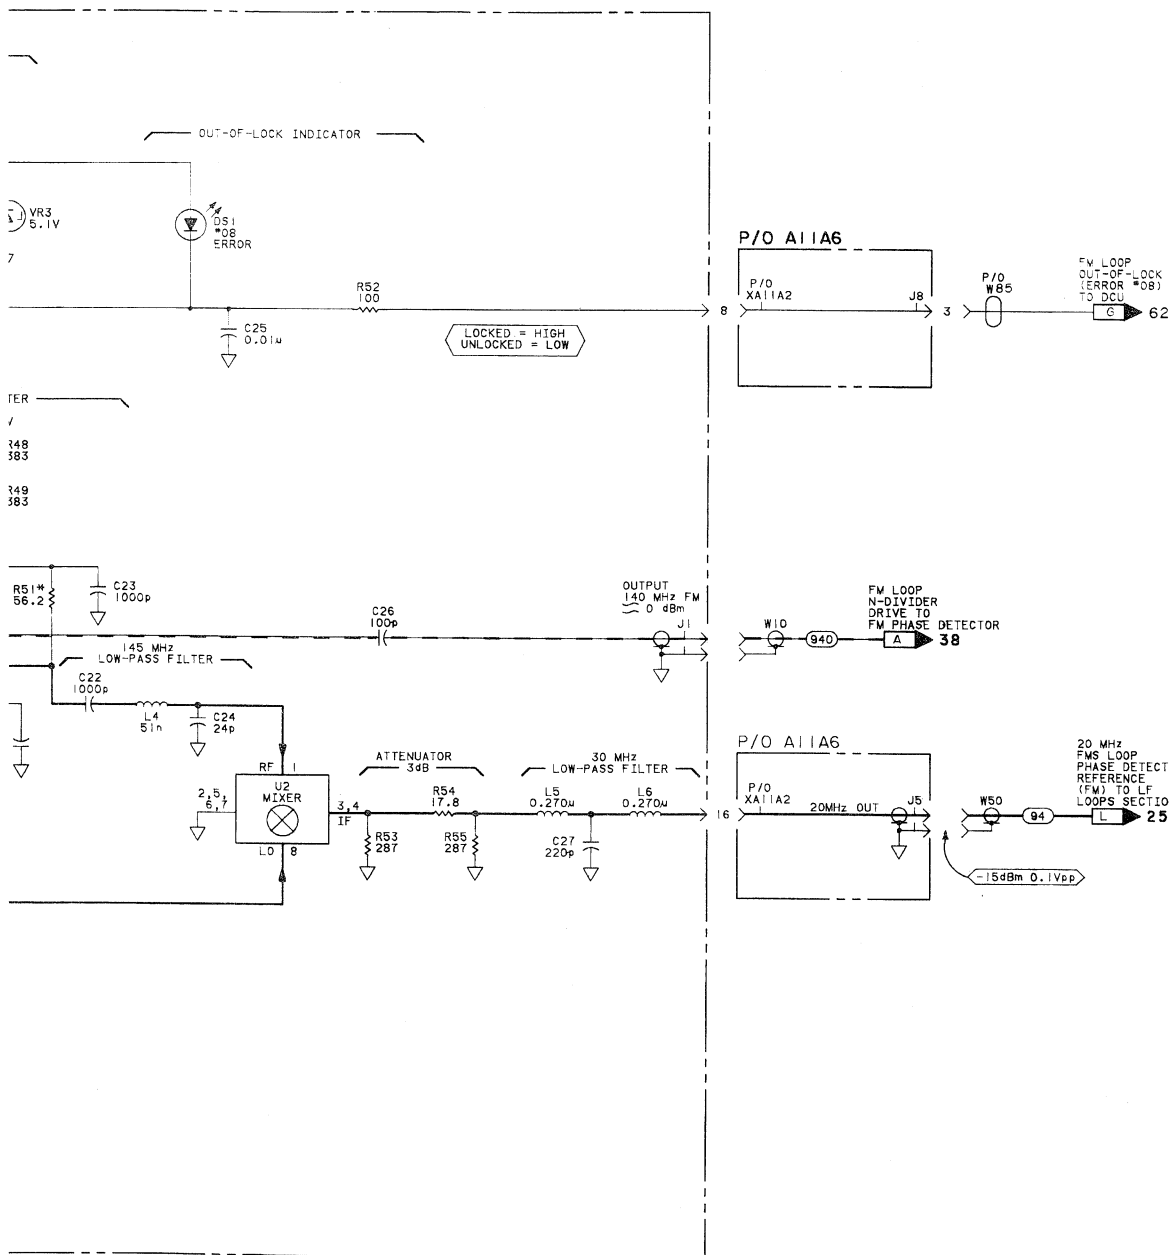 OUT-OF-LOCK INDICATOR
VR3
5.1V
DS1
#08
ERROR
7
R52
100
C25
0.01µ
LOCKED = HIGH
UNLOCKED = LOW
8
P/O A11A6
P/O
XA11A2
J8
3
P/O
W85
FM LOOP
OUT-OF-LOCK
(ERROR #08)
TO DCU
G
62
TER
V
R48
383
R49
383
R51*
56.2
C23
1000p
C26
100p
OUTPUT
140 MHz FM
≈ 0 dBm
J1
W10
940
FM LOOP
N-DIVIDER
DRIVE TO
FM PHASE DETECTOR
A
38
145 MHz
LOW-PASS FILTER
C22
1000p
L4
51n
C24
24p
RF
1
U2
MIXER
2,5,
6,7
3,4
IF
LO
8
ATTENUATOR
3dB
R54
17.8
R53
287
R55
287
30 MHz
LOW-PASS FILTER
L5
0.270µ
L6
0.270µ
C27
220p
16
P/O A11A6
P/O
XA11A2
20MHz OUT
J5
W50
94
20 MHz
FMS LOOP
PHASE DETECT
REFERENCE
(FM) TO LF
LOOPS SECTIO
L
25
-15dBm 0.1Vpp